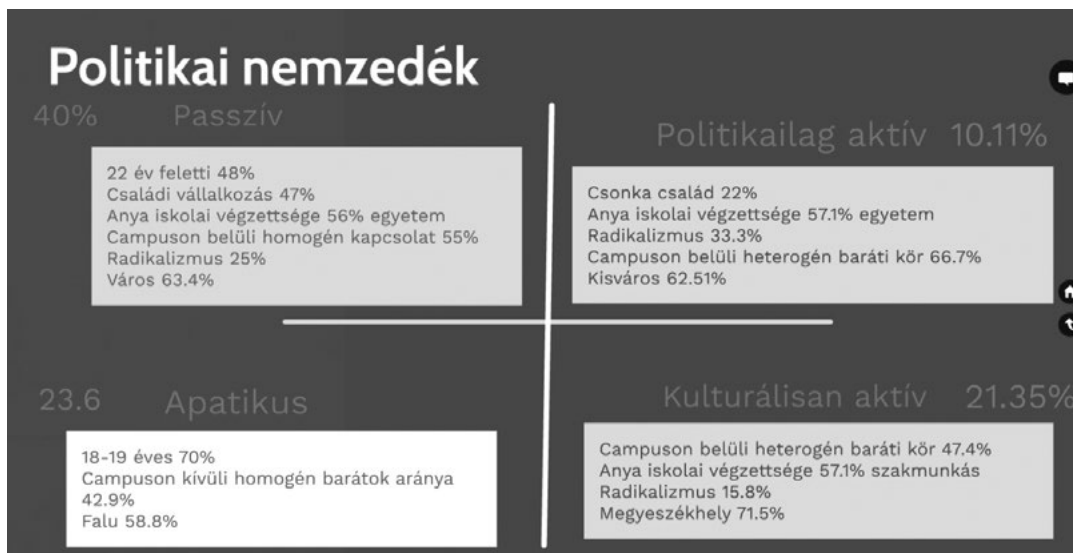 Politikai nemzedék
40% Passzív
22 év feletti 48%
Családi vállalkozás 47%
Anya iskolai végzettsége 56% egyetem
Campuson belüli homogén kapcsolat 55%
Radikalizmus 25%
Város 63.4%
Politikailag aktív 10.11%
Csonka család 22%
Anya iskolai végzettsége 57.1% egyetem
Radikalizmus 33.3%
Campuson belüli heterogén baráti kör 66.7%
Kisváros 62.51%
23.6 Apatikus
18-19 éves 70%
Campuson kívüli homogén barátok aránya
42.9%
Falu 58.8%
Kulturálisan aktív 21.35%
Campuson belüli heterogén baráti kör 47.4%
Anya iskolai végzettsége 57.1% szakmunkás
Radikalizmus 15.8%
Megyeszékhely 71.5%